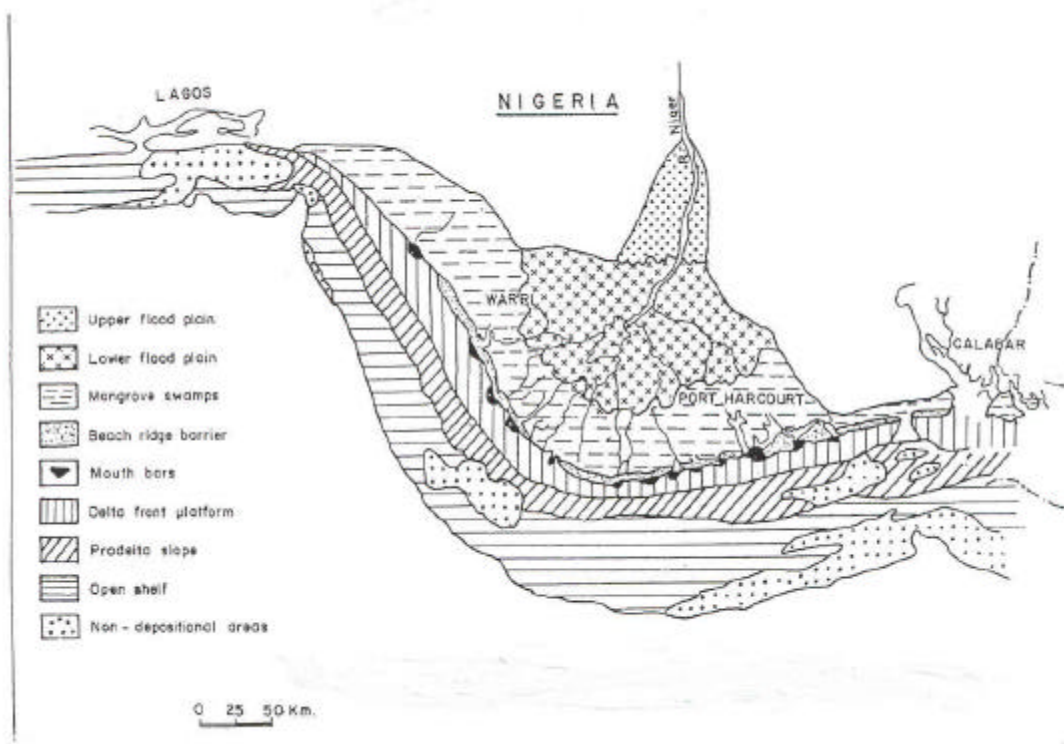 LAGOS
NIGERIA
R. Niger
WARRI
CALABAR
PORT HARCOURT
Upper flood plain
Lower flood plain
Mangrove swamps
Beach ridge barrier
Mouth bars
Delta front platform
Prodelta slope
Open shelf
Non-depositional areas
0 25 50 Km.